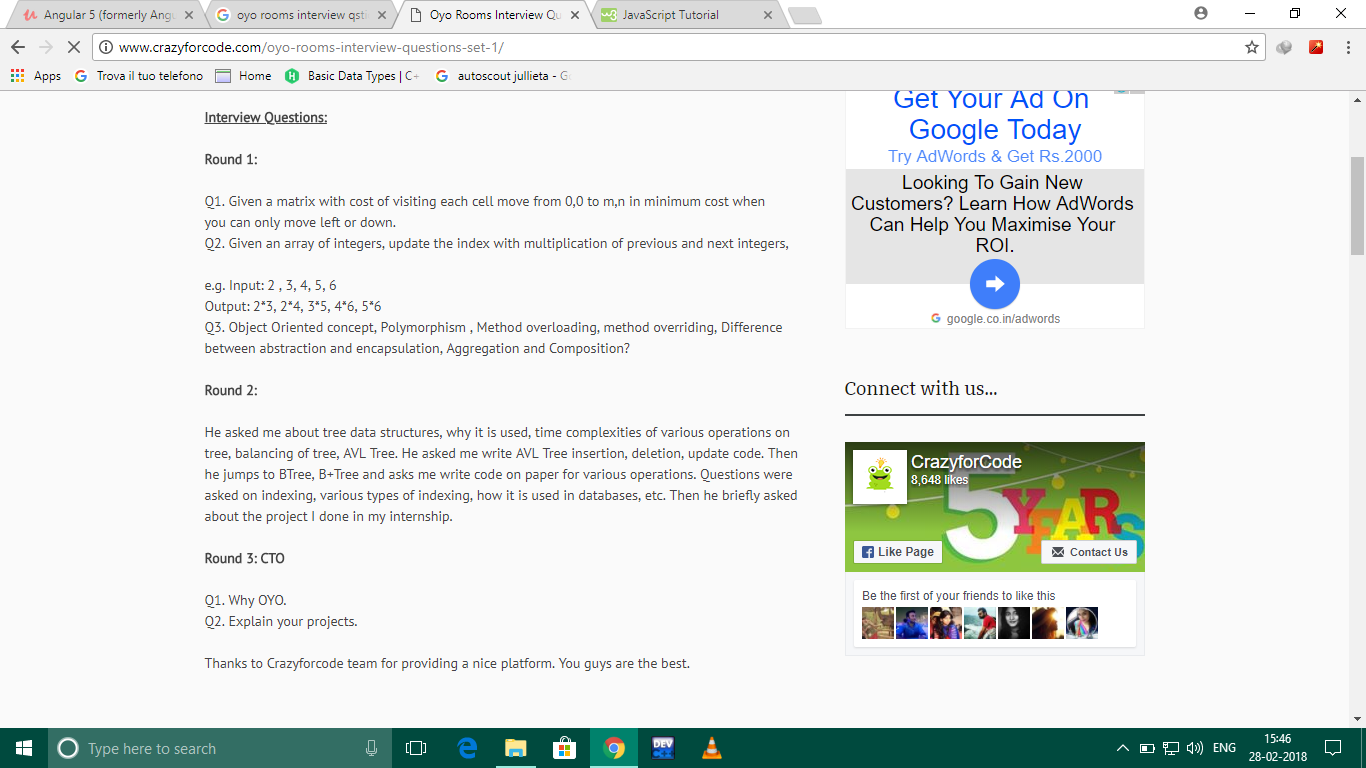 Angular 5 (formerly Angu
oyo rooms interview qsti
Oyo Rooms Interview Qu
JavaScript Tutorial
www.crazyforcode.com/oyo-rooms-interview-questions-set-1/
Apps
Trova il tuo telefono
Home
Basic Data Types | C+
autoscout jullieta - G
Interview Questions:
Round 1:
Q1. Given a matrix with cost of visiting each cell move from 0,0 to m,n in minimum cost when
you can only move left or down.
Q2. Given an array of integers, update the index with multiplication of previous and next integers,
e.g. Input: 2 , 3, 4, 5, 6
Output: 2*3, 2*4, 3*5, 4*6, 5*6
Q3. Object Oriented concept, Polymorphism , Method overloading, method overriding, Difference
between abstraction and encapsulation, Aggregation and Composition?
Round 2:
He asked me about tree data structures, why it is used, time complexities of various operations on
tree, balancing of tree, AVL Tree. He asked me write AVL Tree insertion, deletion, update code. Then
he jumps to BTree, B+Tree and asks me write code on paper for various operations. Questions were
asked on indexing, various types of indexing, how it is used in databases, etc. Then he briefly asked
about the project I done in my internship.
Round 3: CTO
Q1. Why OYO.
Q2. Explain your projects.
Thanks to Crazyforcode team for providing a nice platform. You guys are the best.
Get Your Ad On
Google Today
Try AdWords & Get Rs.2000
Looking To Gain New
Customers? Learn How AdWords
Can Help You Maximise Your
ROI.
google.co.in/adwords
Connect with us...
CrazyforCode
8,648 likes
5 YEARS
Like Page
Contact Us
Be the first of your friends to like this
Type here to search
DEV
ENG
15:46
28-02-2018